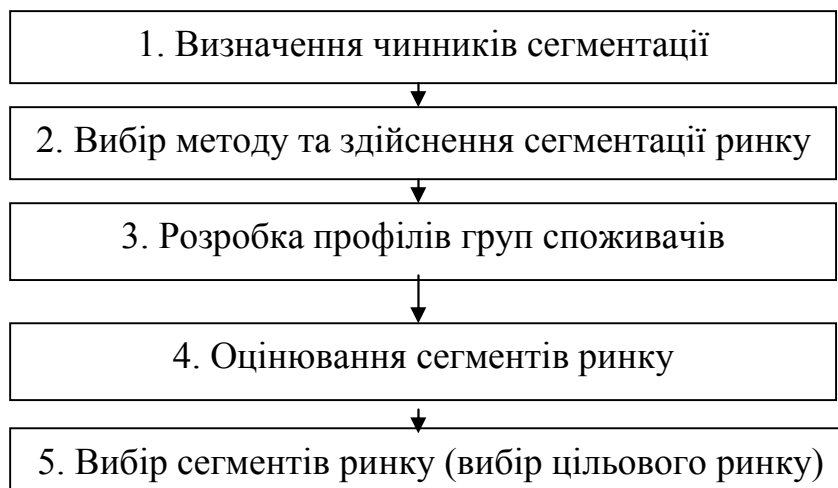 1. Визначення чинників сегментації
2. Вибір методу та здійснення сегментації ринку
3. Розробка профілів груп споживачів
4. Оцінювання сегментів ринку
5. Вибір сегментів ринку (вибір цільового ринку)